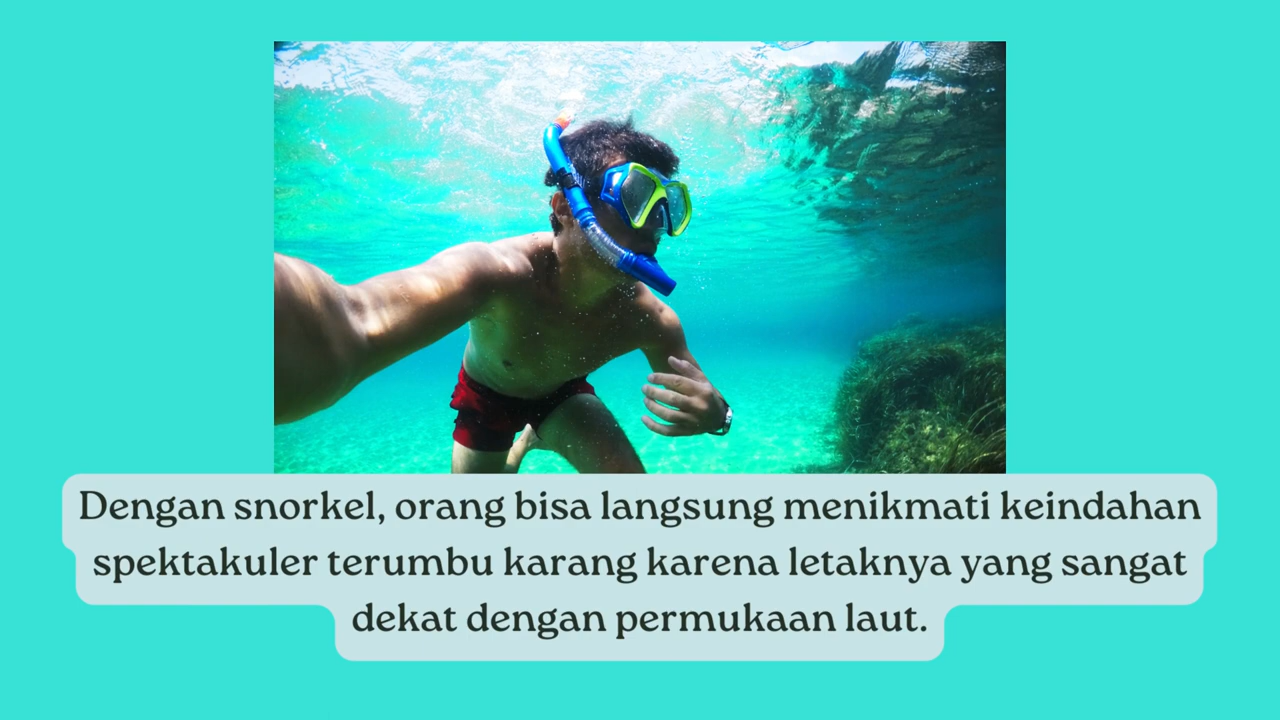 Dengan snorkel, orang bisa langsung menikmati keindahan
spektakuler terumbu karang karena letaknya yang sangat
dekat dengan permukaan laut.